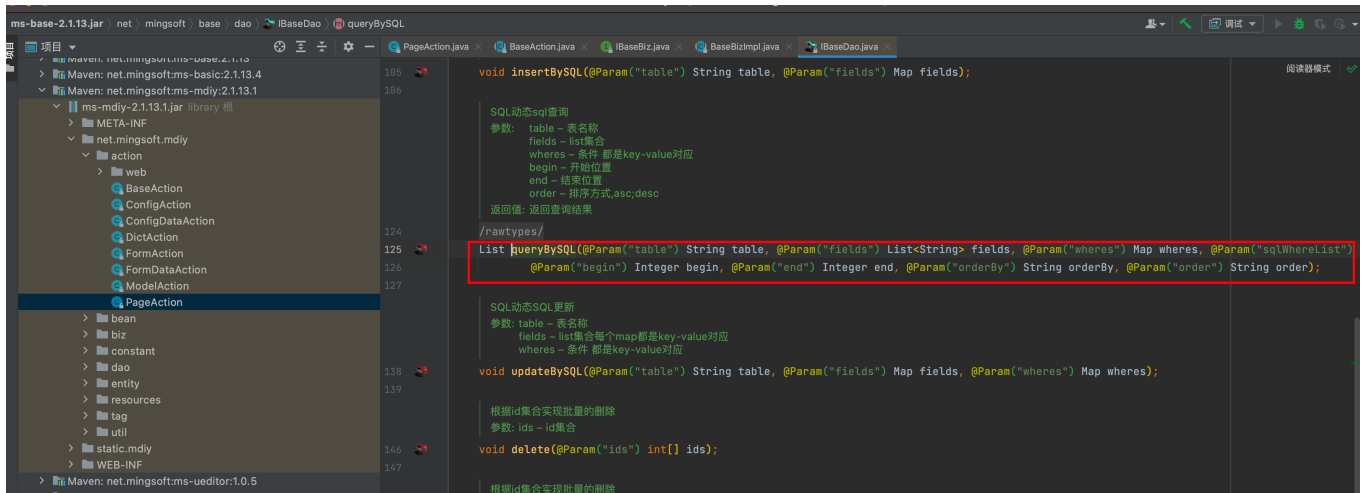 ms-base-2.1.13.jar 〉 net 〉 mingsoft 〉 base 〉 dao 〉 IBaseDao 〉 queryBySQL
调试
项目
项目
PageAction.java
BaseAction.java
IBaseBiz.java
BaseBizImpl.java
IBaseDao.java
阅读器模式
Maven: net.mingsoft:ms-base:2.1.13
Maven: net.mingsoft:ms-basic:2.1.13.4
Maven: net.mingsoft:ms-mdiy:2.1.13.1
ms-mdiy-2.1.13.1.jar library 根
META-INF
net.mingsoft.mdiy
action
web
BaseAction
ConfigAction
ConfigDataAction
DictAction
FormAction
FormDataAction
ModelAction
PageAction
bean
biz
constant
dao
entity
resources
tag
util
static.mdiy
WEB-INF
Maven: net.mingsoft:ms-ueditor:1.0.5
105 void insertBySQL(@Param("table") String table, @Param("fields") Map fields);
106
SQL动态sql查询
参数: table – 表名称
fields – list集合
wheres – 条件 都是key-value对应
begin – 开始位置
end – 结束位置
order – 排序方式,asc;desc
返回值: 返回查询结果
124 /rawtypes/
125 List queryBySQL(@Param("table") String table, @Param("fields") List<String> fields, @Param("wheres") Map wheres, @Param("sqlWhereList")
126 @Param("begin") Integer begin, @Param("end") Integer end, @Param("orderBy") String orderBy, @Param("order") String order);
127
SQL动态SQL更新
参数: table – 表名称
fields – list集合每个map都是key-value对应
wheres – 条件 都是key-value对应
138 void updateBySQL(@Param("table") String table, @Param("fields") Map fields, @Param("wheres") Map wheres);
139
根据id集合实现批量的删除
参数: ids – id集合
146 void delete(@Param("ids") int[] ids);
147
根据id集合实现批量的删除